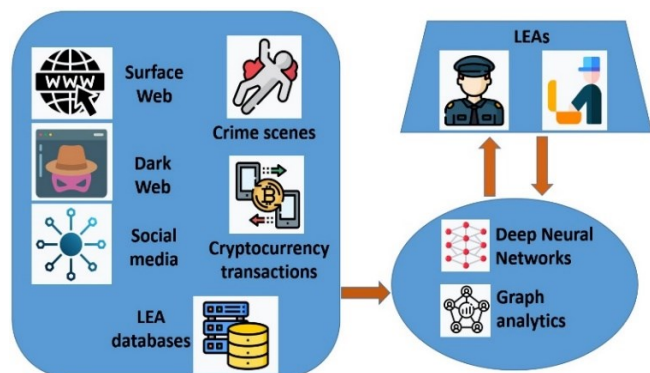 Surface
Web
Crime scenes
Dark
Web
Social
media
Cryptocurrency
transactions
LEA
databases
LEAs
Deep Neural
Networks
Graph
analytics
WWW